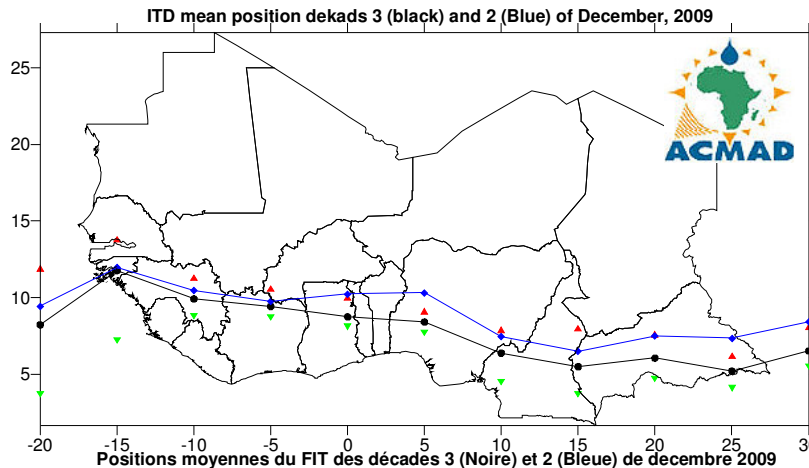 ITD mean position dekads 3 (black) and 2 (Blue) of December, 2009
ACMAD
25
20
15
10
5
-20 -15 -10 -5 0 5 10 15 20 25 30
Positions moyennes du FIT des décades 3 (Noire) et 2 (Bleue) de decembre 2009